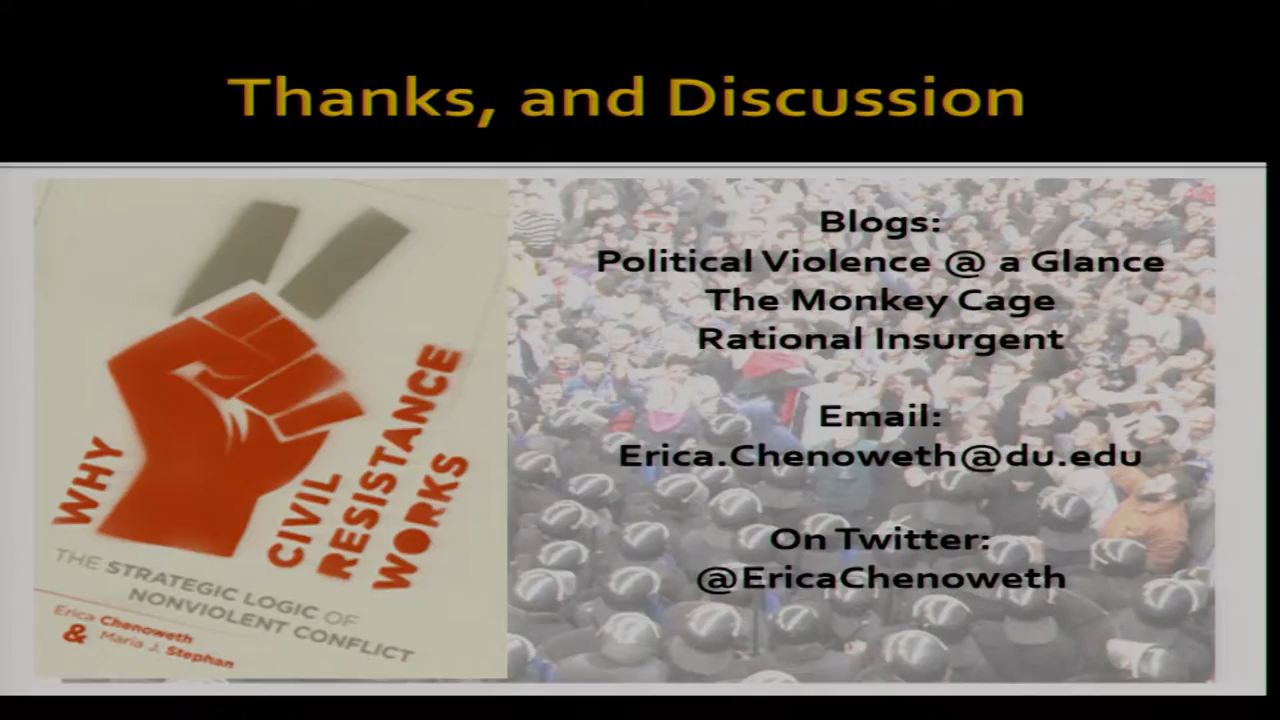 Thanks, and Discussion
WHY
CIVIL
RESISTANCE
WORKS
THE STRATEGIC LOGIC OF
NONVIOLENT CONFLICT
Erica Chenoweth
& Maria J. Stephan
Blogs:
Political Violence @ a Glance
The Monkey Cage
Rational Insurgent
Email:
Erica.Chenoweth@du.edu
On Twitter:
@EricaChenoweth